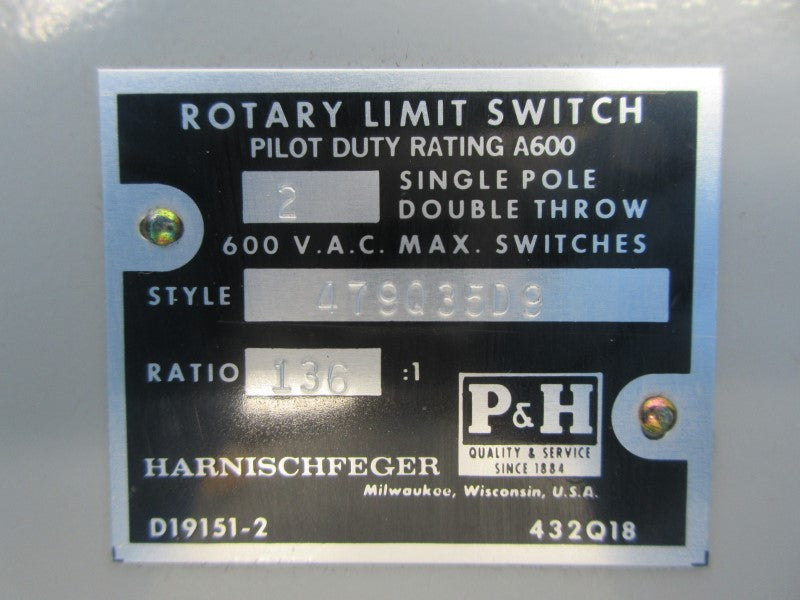 ROTARY LIMIT SWITCH
PILOT DUTY RATING A600
2 SINGLE POLE
DOUBLE THROW
600 V.A.C. MAX. SWITCHES
STYLE 479Q35D9
RATIO 136 :1
P&H
QUALITY & SERVICE
SINCE 1884
HARNISCHFEGER
Milwaukee, Wisconsin, U.S.A.
D19151-2 432Q18